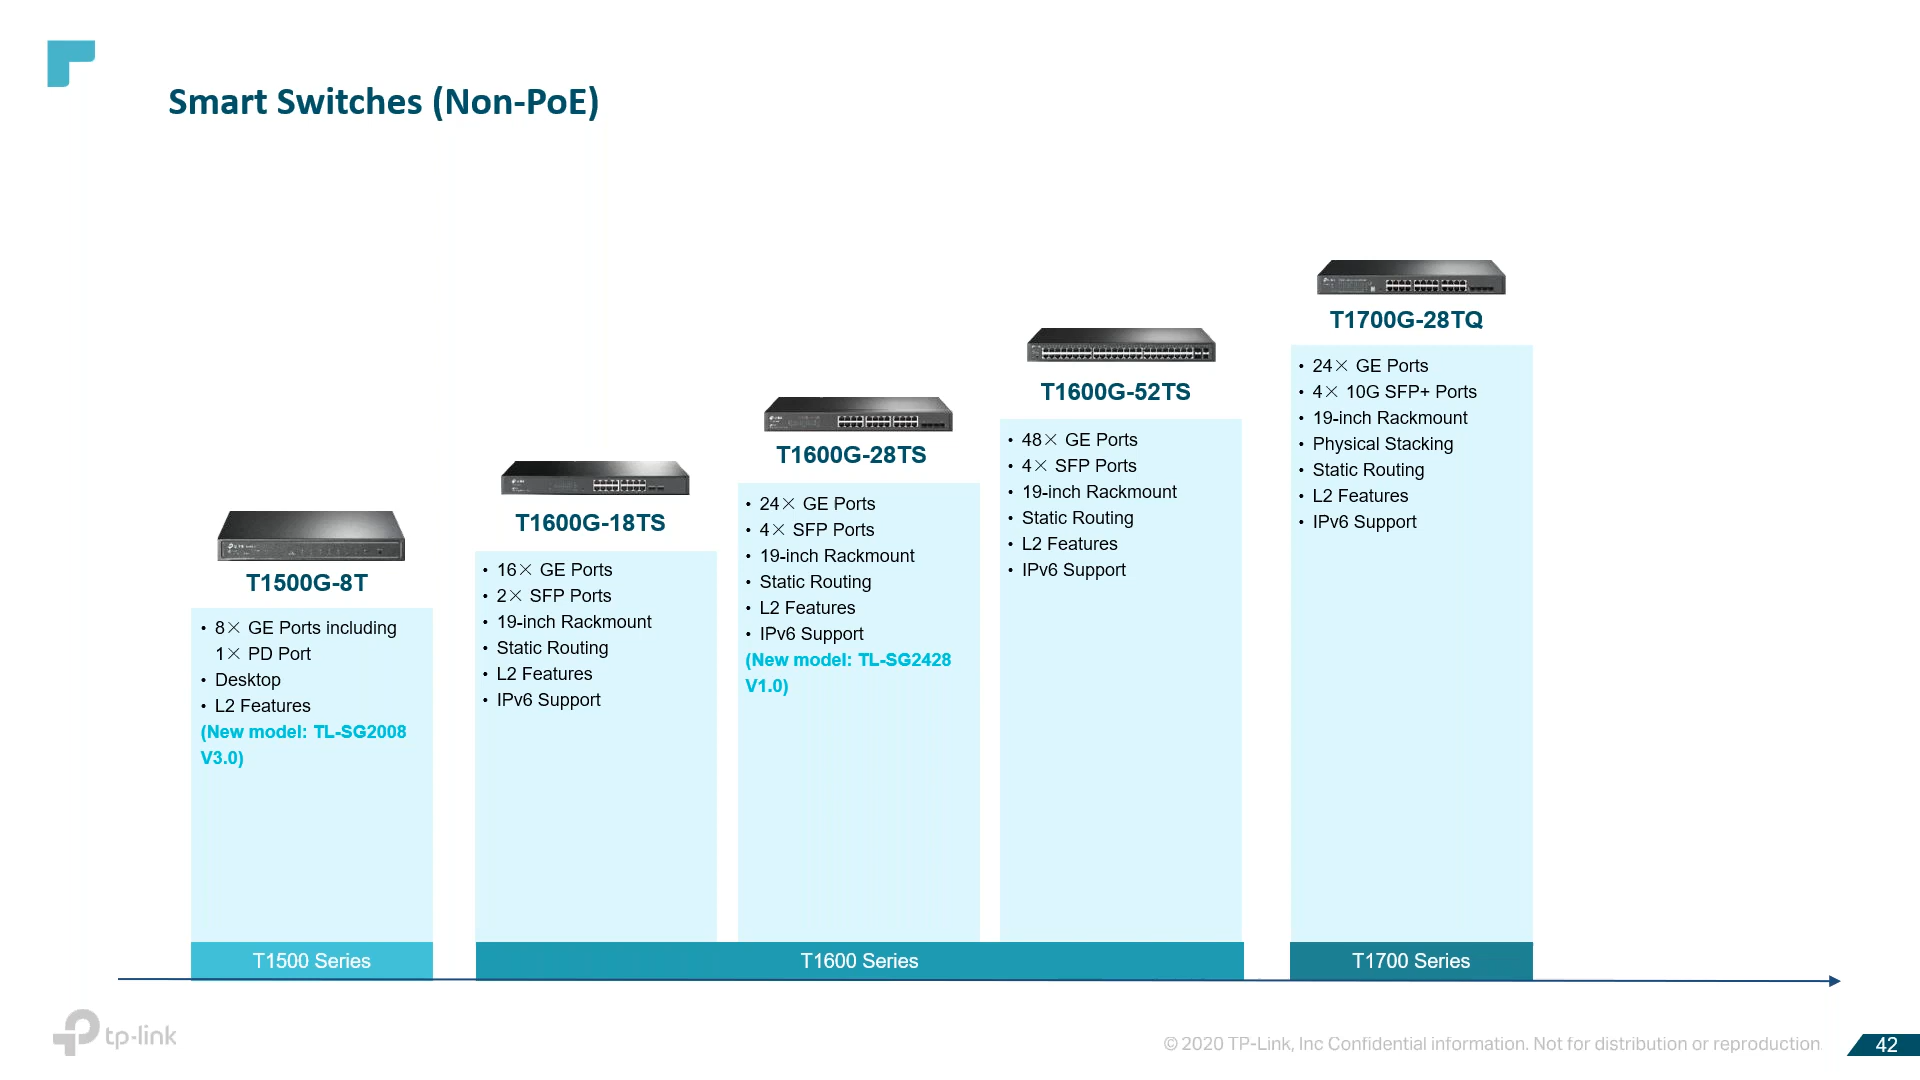 Smart Switches (Non-PoE)
T1500G-8T
• 8× GE Ports including
1× PD Port
• Desktop
• L2 Features
(New model: TL-SG2008
V3.0)
T1600G-18TS
• 16× GE Ports
• 2× SFP Ports
• 19-inch Rackmount
• Static Routing
• L2 Features
• IPv6 Support
T1600G-28TS
• 24× GE Ports
• 4× SFP Ports
• 19-inch Rackmount
• Static Routing
• L2 Features
• IPv6 Support
(New model: TL-SG2428
V1.0)
T1600G-52TS
• 48× GE Ports
• 4× SFP Ports
• 19-inch Rackmount
• Static Routing
• L2 Features
• IPv6 Support
T1700G-28TQ
• 24× GE Ports
• 4× 10G SFP+ Ports
• 19-inch Rackmount
• Physical Stacking
• Static Routing
• L2 Features
• IPv6 Support
T1500 Series
T1600 Series
T1700 Series
tp-link
© 2020 TP-Link, Inc Confidential information. Not for distribution or reproduction.
42